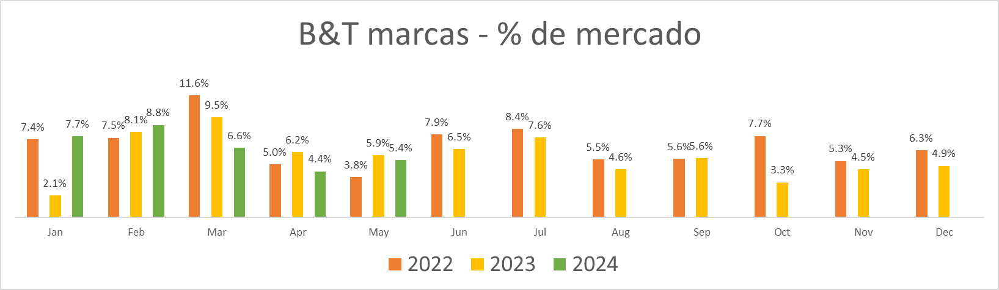 B&T marcas - % de mercado
7.4% 2.1% 7.7%
7.5% 8.1% 8.8%
11.6% 9.5% 6.6%
5.0% 6.2% 4.4%
3.8% 5.9% 5.4%
7.9% 6.5%
8.4% 7.6%
5.5% 4.6%
5.6% 5.6%
7.7% 3.3%
5.3% 4.5%
6.3% 4.9%
Jan Feb Mar Apr May Jun Jul Aug Sep Oct Nov Dec
2022 2023 2024